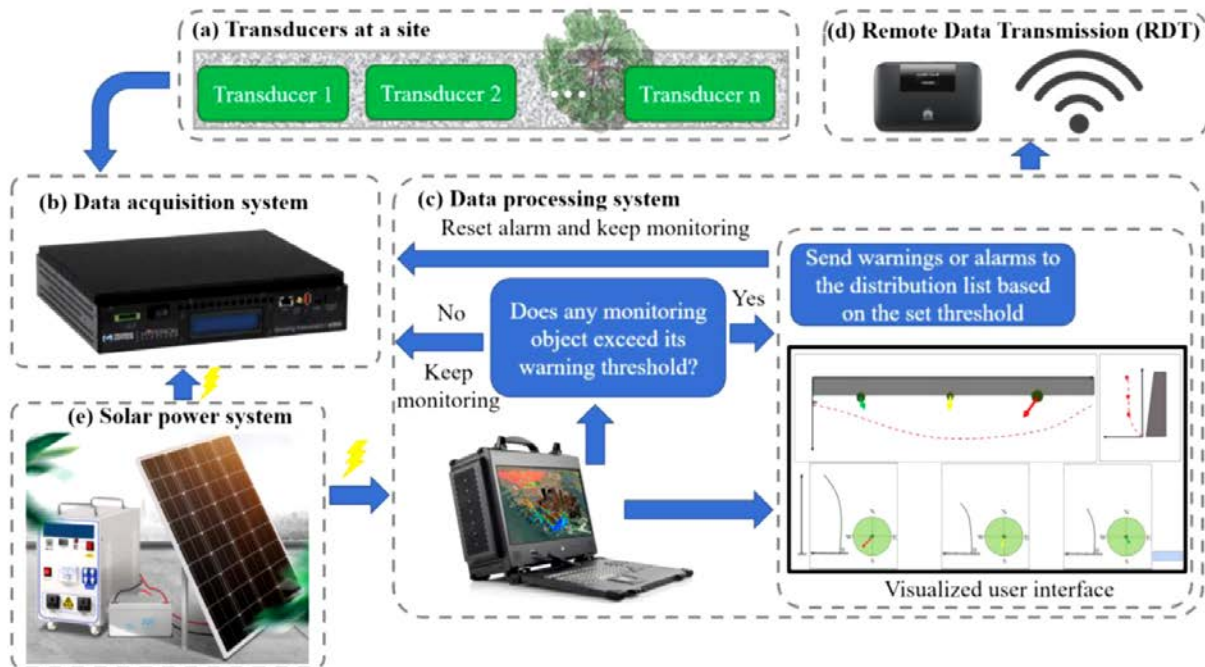 (a) Transducers at a site
Transducer 1
Transducer 2
...
Transducer n
(d) Remote Data Transmission (RDT)
(b) Data acquisition system
(c) Data processing system
Reset alarm and keep monitoring
Send warnings or alarms to
the distribution list based
on the set threshold
Does any monitoring
object exceed its
warning threshold?
Yes
No
Keep
monitoring
(e) Solar power system
Visualized user interface